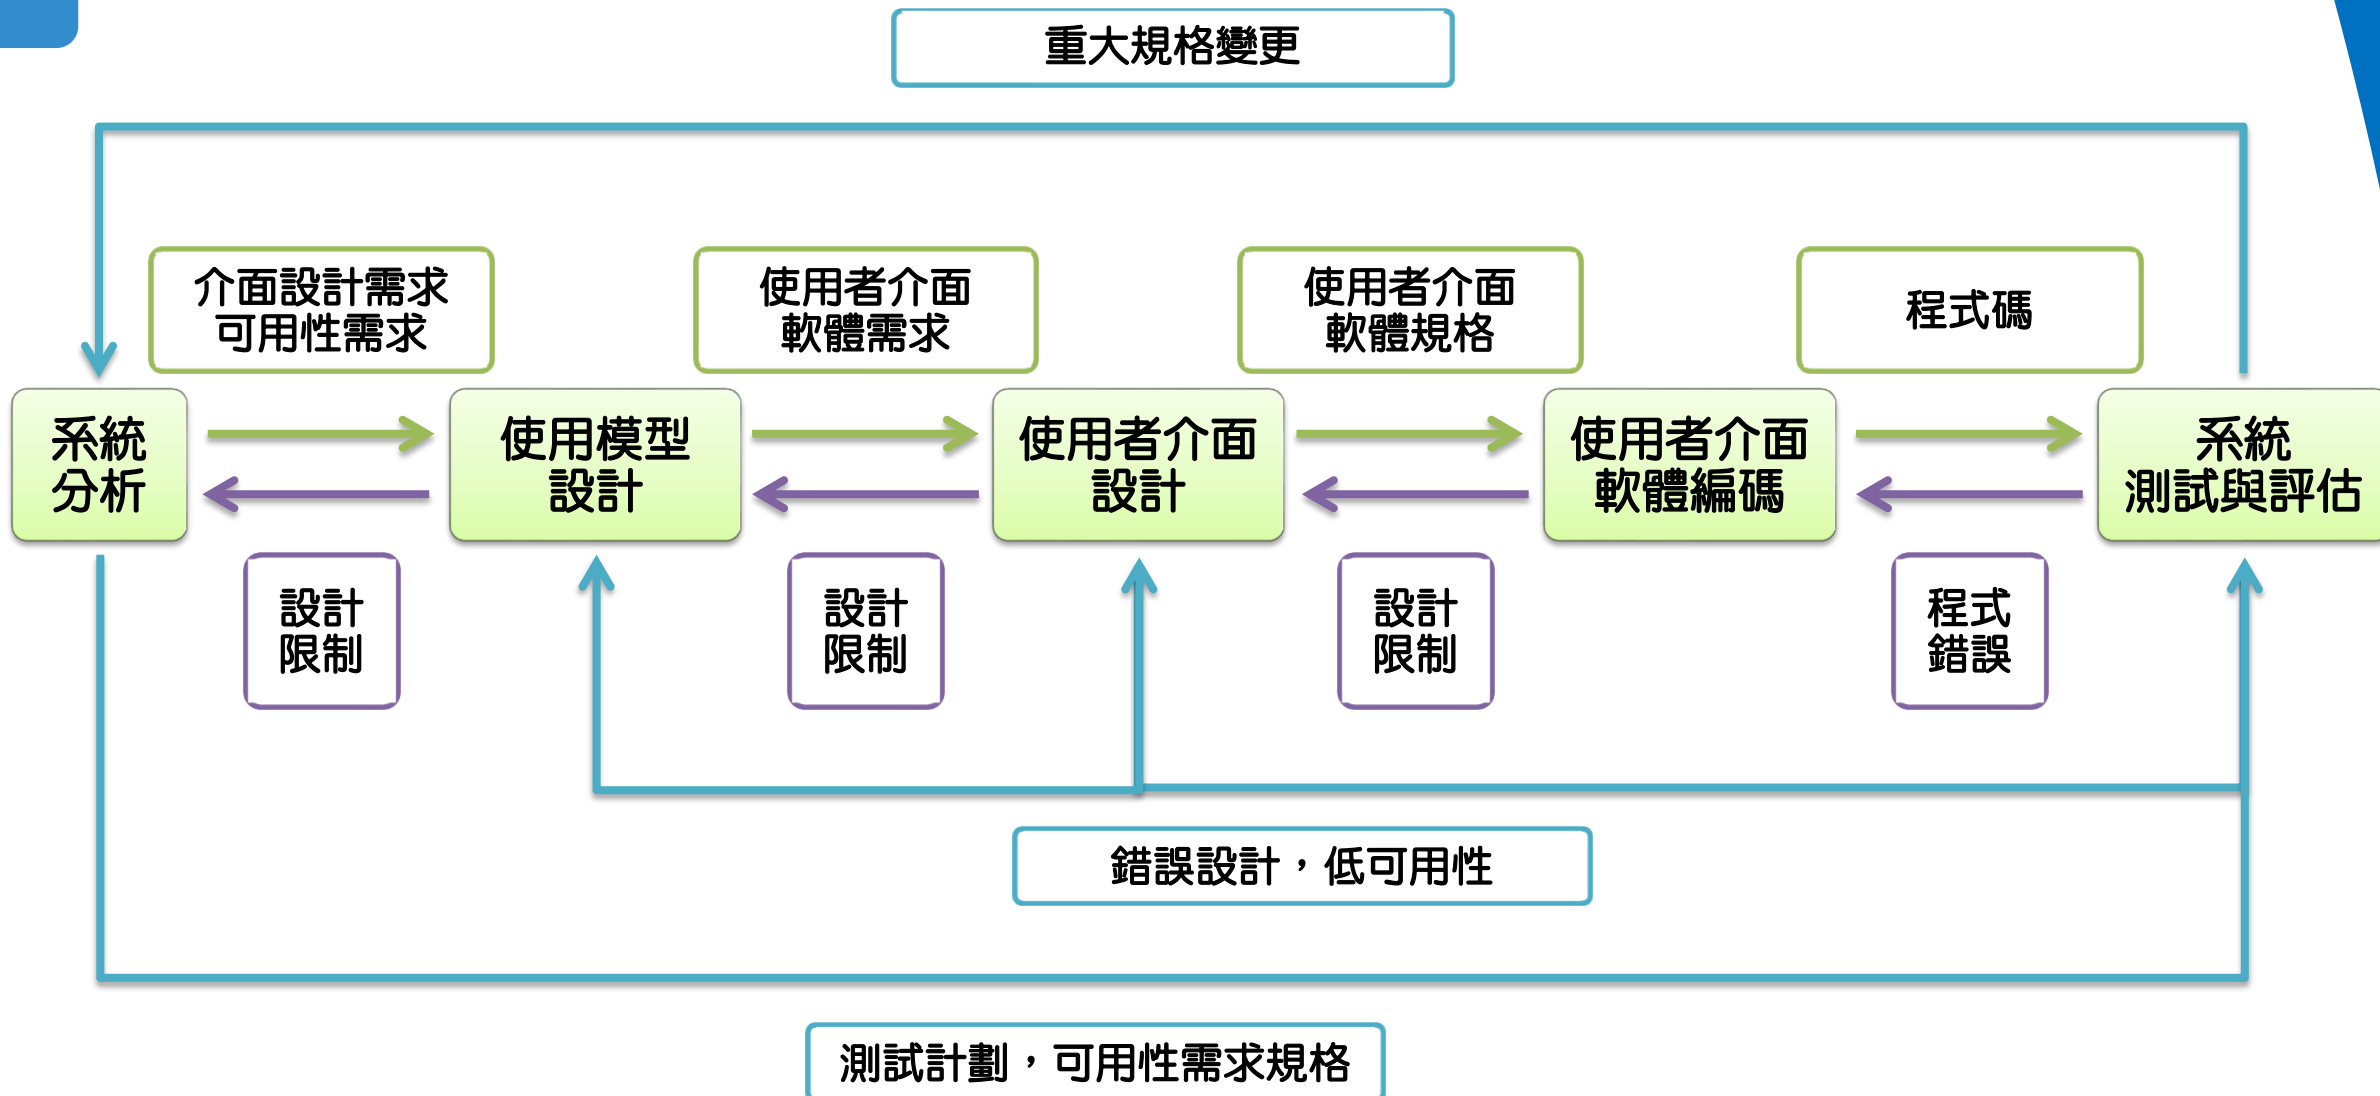 重大規格變更
介面設計需求
可用性需求
使用者介面
軟體需求
使用者介面
軟體規格
程式碼
系統
分析
使用模型
設計
使用者介面
設計
使用者介面
軟體編碼
系統
測試與評估
設計
限制
設計
限制
設計
限制
程式
錯誤
錯誤設計，低可用性
測試計劃，可用性需求規格